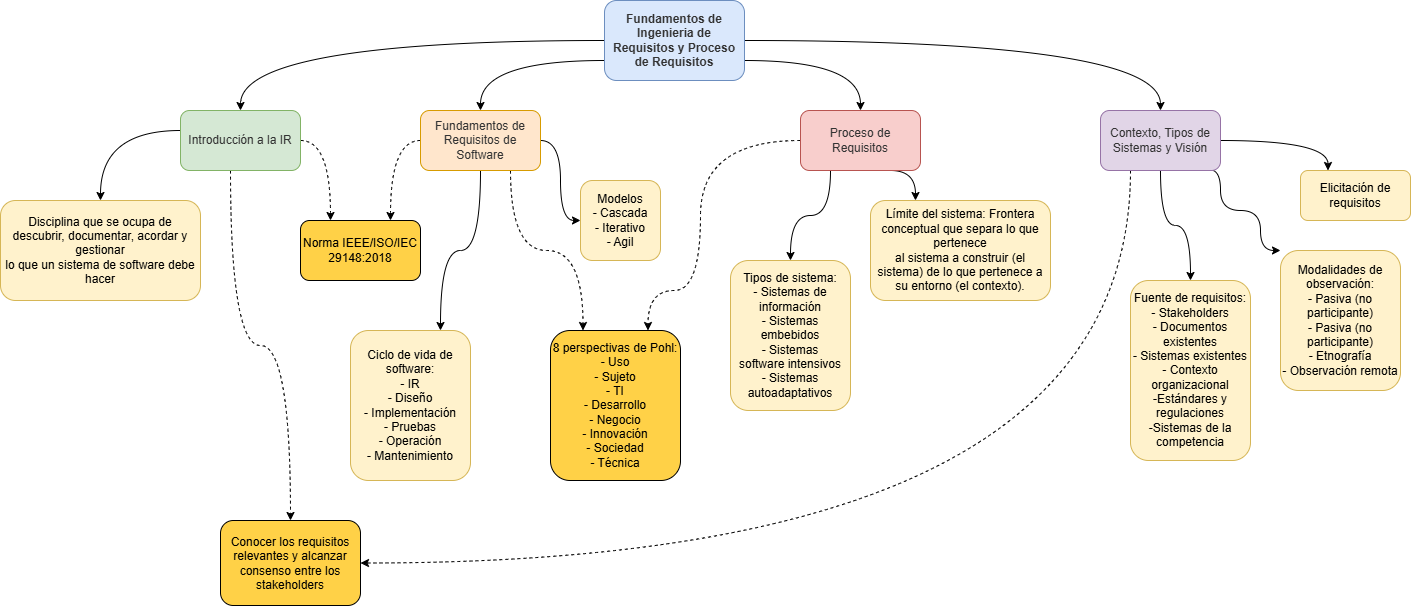 Fundamentos de
Ingenieria de
Requisitos y Proceso
de Requisitos
Introducción a la IR
Fundamentos de
Requisitos de
Software
Proceso de
Requisitos
Contexto, Tipos de
Sistemas y Visión
Disciplina que se ocupa de
descubrir, documentar, acordar y
gestionar
lo que un sistema de software debe
hacer
Norma IEEE/ISO/IEC
29148:2018
Modelos
- Cascada
- Iterativo
- Agil
Límite del sistema: Frontera
conceptual que separa lo que
pertenece
al sistema a construir (el
sistema) de lo que pertenece a
su entorno (el contexto).
Elicitación de
requisitos
Tipos de sistema:
- Sistemas de
información
- Sistemas
embebidos
- Sistemas
software intensivos
- Sistemas
autoadaptativos
Fuente de requisitos:
- Stakeholders
- Documentos
existentes
- Sistemas existentes
- Contexto
organizacional
-Estándares y
regulaciones
-Sistemas de la
competencia
Modalidades de
observación:
- Pasiva (no
participante)
- Pasiva (no
participante)
- Etnografía
- Observación remota
Ciclo de vida de
software:
- IR
- Diseño
- Implementación
- Pruebas
- Operación
- Mantenimiento
8 perspectivas de Pohl:
- Uso
- Sujeto
- TI
- Desarrollo
- Negocio
- Innovación
- Sociedad
- Técnica
Conocer los requisitos
relevantes y alcanzar
consenso entre los
stakeholders